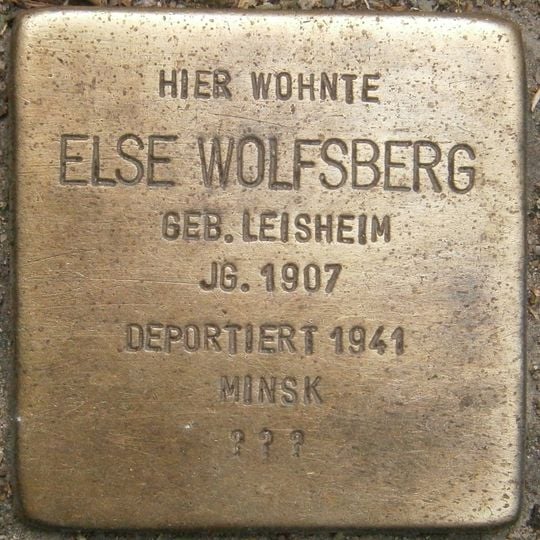 HIER WOHNTE
ELSE WOLFSBERG
GEB. LEISHEIM
JG. 1907
DEPORTIERT 1941
MINSK
???